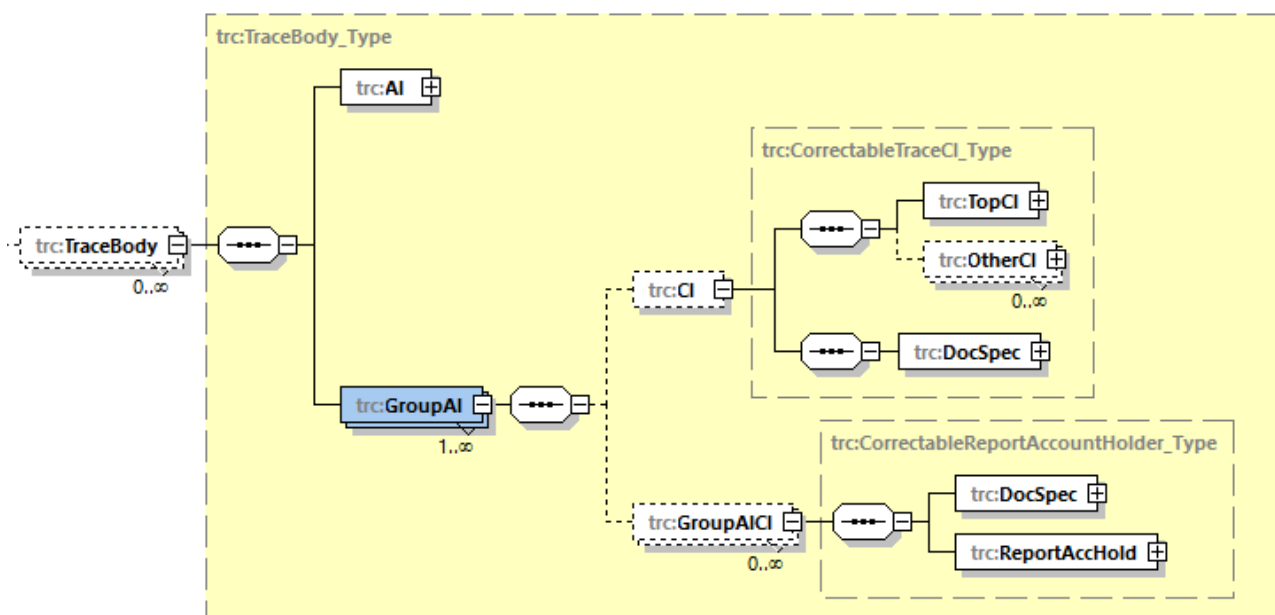 trc:TraceBody_Type
trc:AI
trc:CorrectableTraceCI_Type
trc:TopCI
trc:TraceBody
0..∞
trc:OtherCI
0..∞
trc:CI
trc:DocSpec
trc:GroupAI
1..∞
trc:CorrectableReportAccountHolder_Type
trc:DocSpec
trc:GroupAICI
0..∞
trc:ReportAccHold